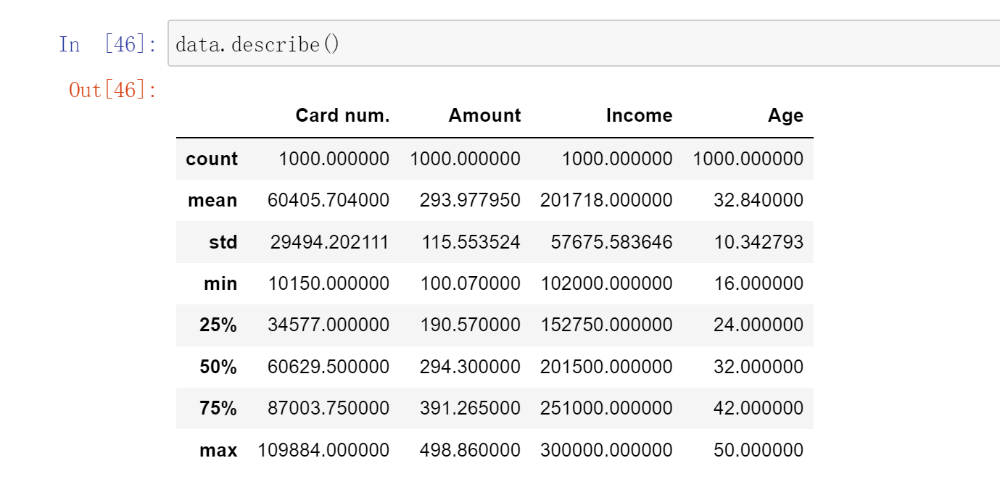 In [46]: data.describe()
Out[46]:
Card num. Amount Income Age
count 1000.000000 1000.000000 1000.000000 1000.000000
mean 60405.704000 293.977950 201718.000000 32.840000
std 29494.202111 115.553524 57675.583646 10.342793
min 10150.000000 100.070000 102000.000000 16.000000
25% 34577.000000 190.570000 152750.000000 24.000000
50% 60629.500000 294.300000 201500.000000 32.000000
75% 87003.750000 391.265000 251000.000000 42.000000
max 109884.000000 498.860000 300000.000000 50.000000